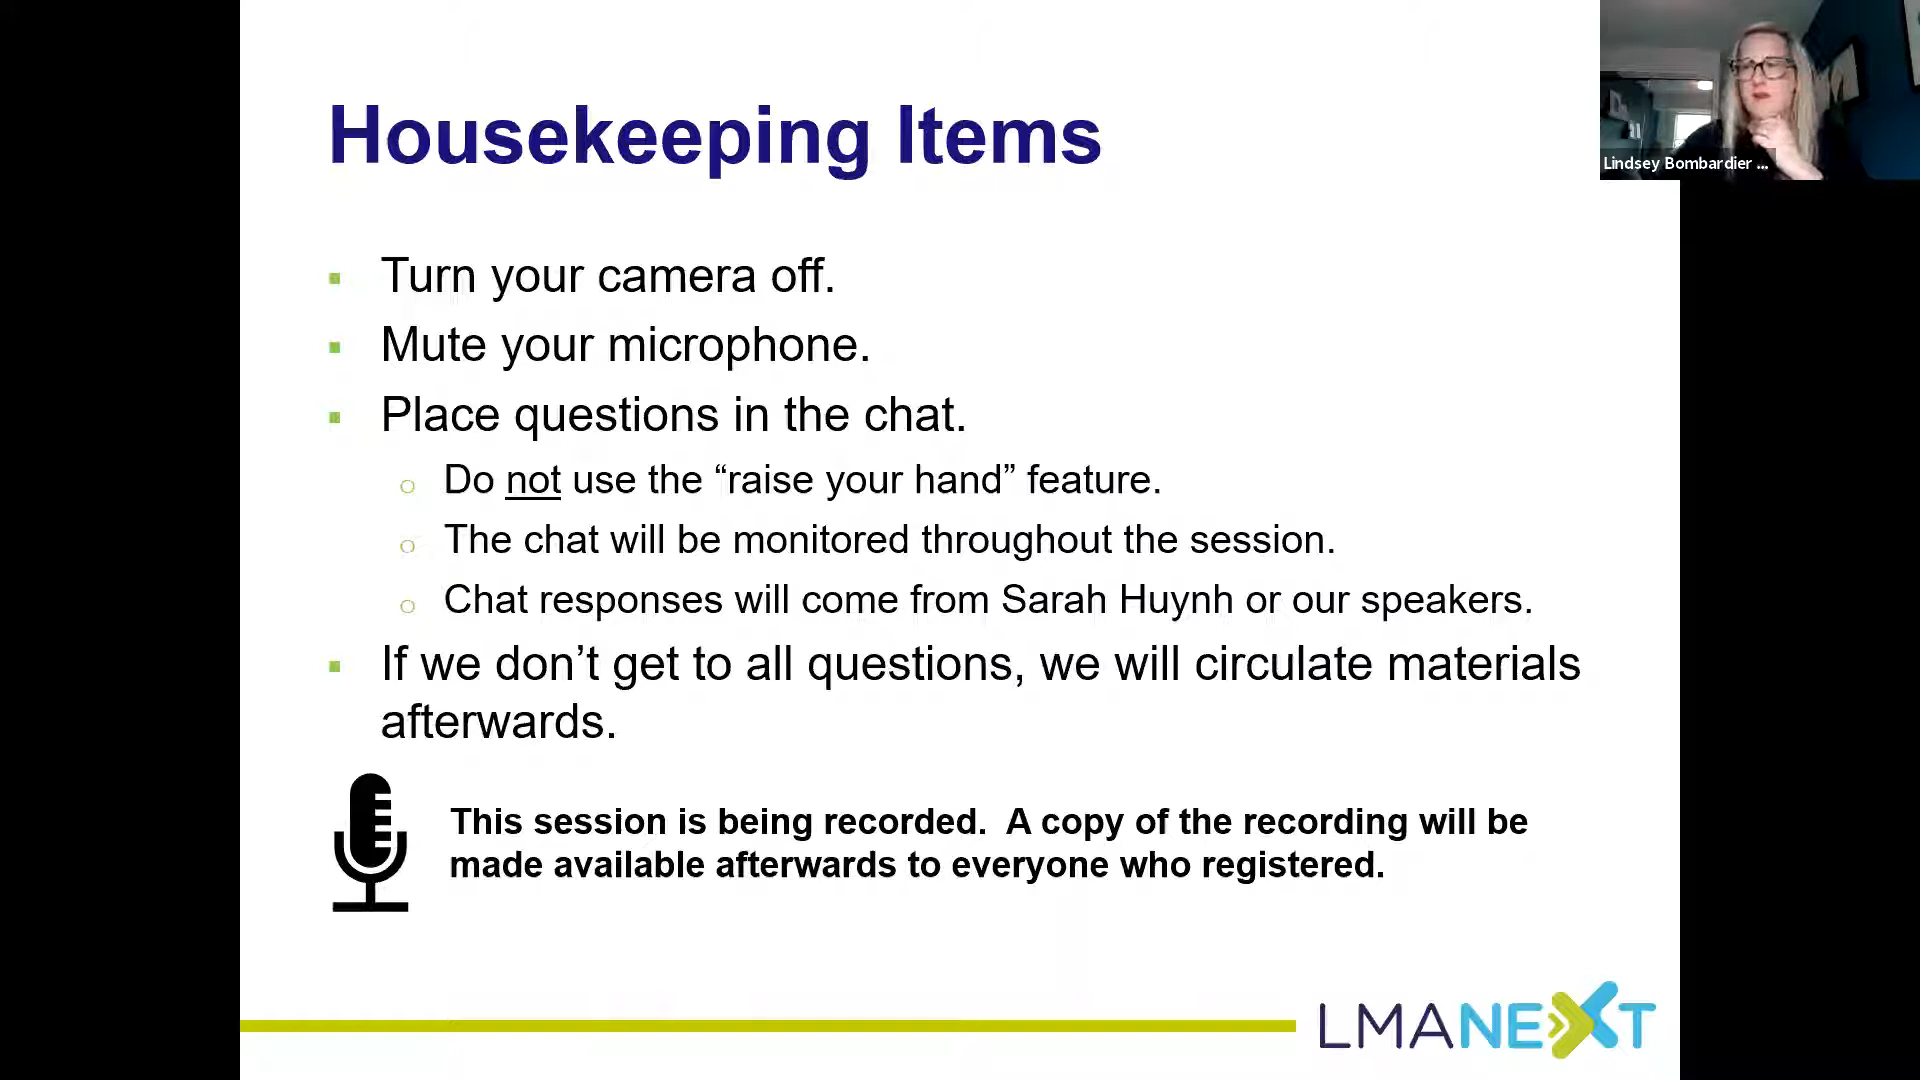 Housekeeping Items
Lindsey Bombardier ...
Turn your camera off.
Mute your microphone.
Place questions in the chat.
Do not use the “raise your hand” feature.
The chat will be monitored throughout the session.
Chat responses will come from Sarah Huynh or our speakers.
If we don’t get to all questions, we will circulate materials
afterwards.
This session is being recorded.  A copy of the recording will be
made available afterwards to everyone who registered.
LMANEXT